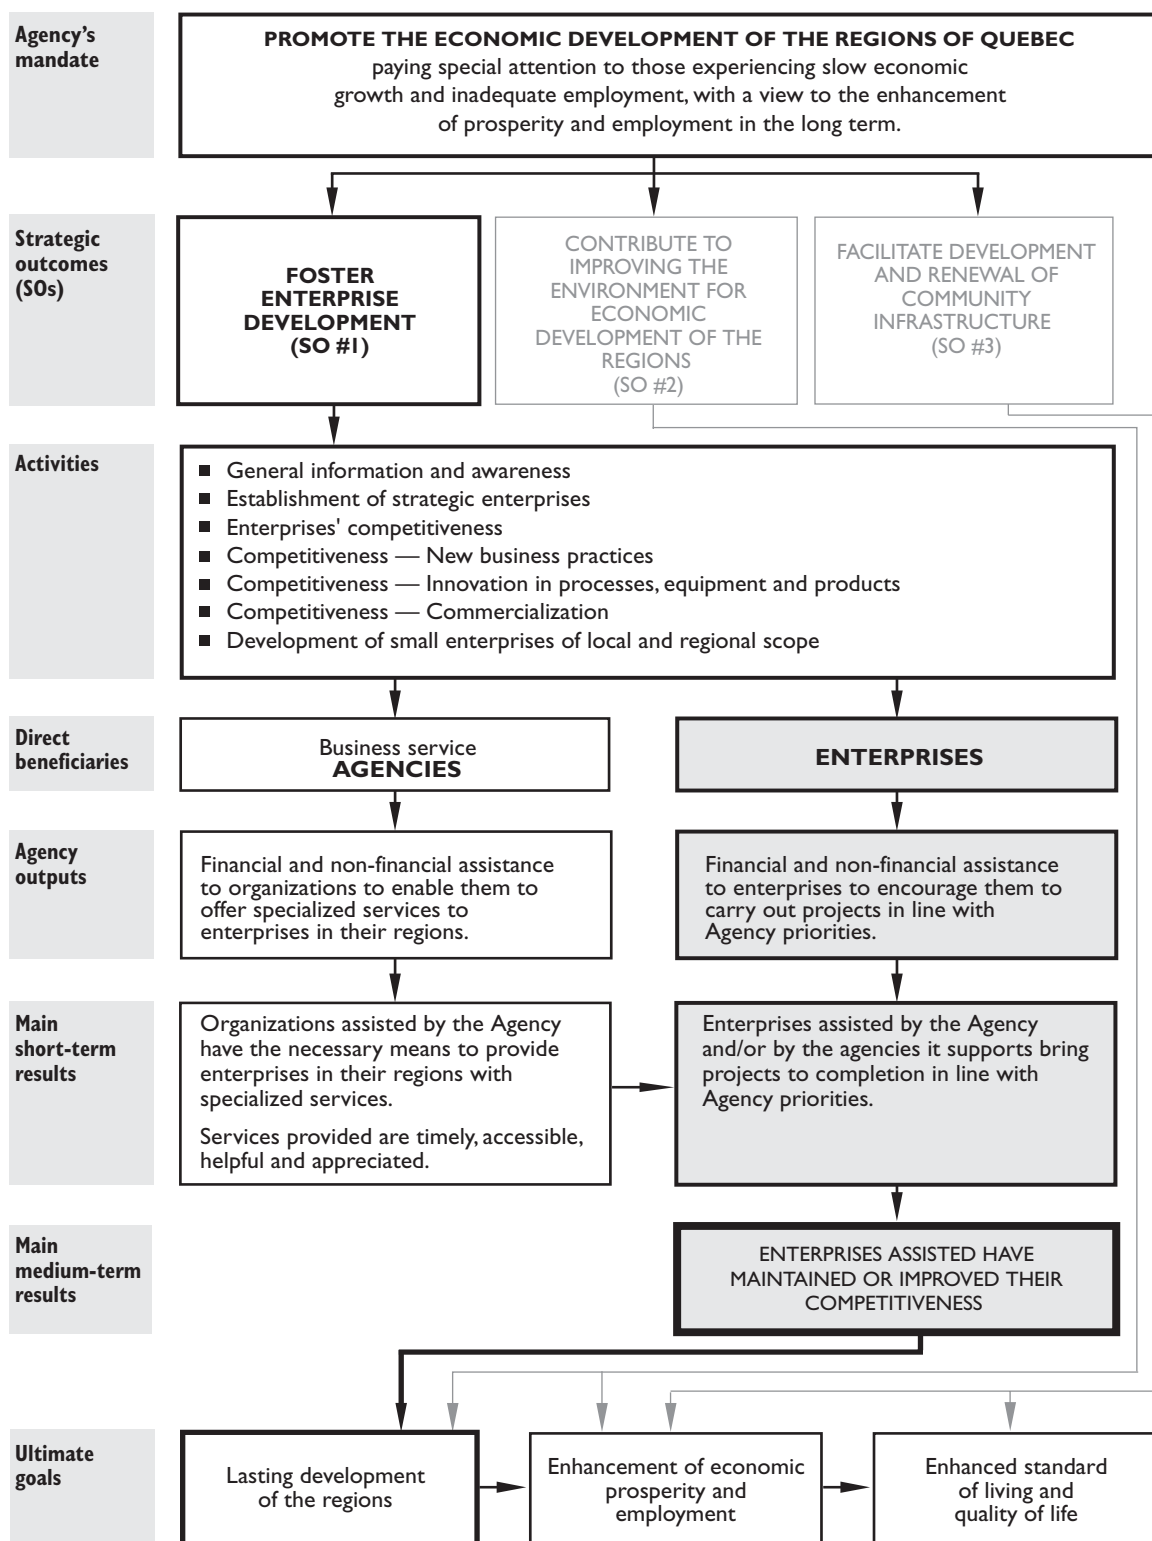 Agency's
mandate
PROMOTE THE ECONOMIC DEVELOPMENT OF THE REGIONS OF QUEBEC
paying special attention to those experiencing slow economic
growth and inadequate employment, with a view to the enhancement
of prosperity and employment in the long term.
Strategic
outcomes
(SOs)
FOSTER
ENTERPRISE
DEVELOPMENT
(SO #1)
CONTRIBUTE TO
IMPROVING THE
ENVIRONMENT FOR
ECONOMIC
DEVELOPMENT OF THE
REGIONS
(SO #2)
FACILITATE DEVELOPMENT
AND RENEWAL OF
COMMUNITY
INFRASTRUCTURE
(SO #3)
Activities
■ General information and awareness
■ Establishment of strategic enterprises
■ Enterprises' competitiveness
■ Competitiveness — New business practices
■ Competitiveness — Innovation in processes, equipment and products
■ Competitiveness — Commercialization
■ Development of small enterprises of local and regional scope
Direct
beneficiaries
Business service
AGENCIES
ENTERPRISES
Agency
outputs
Financial and non-financial assistance
to organizations to enable them to
offer specialized services to
enterprises in their regions.
Financial and non-financial assistance
to enterprises to encourage them to
carry out projects in line with
Agency priorities.
Main
short-term
results
Organizations assisted by the Agency
have the necessary means to provide
enterprises in their regions with
specialized services.
Services provided are timely, accessible,
helpful and appreciated.
Enterprises assisted by the Agency
and/or by the agencies it supports bring
projects to completion in line with
Agency priorities.
Main
medium-term
results
ENTERPRISES ASSISTED HAVE
MAINTAINED OR IMPROVED THEIR
COMPETITIVENESS
Ultimate
goals
Lasting development
of the regions
Enhancement of economic
prosperity and
employment
Enhanced standard
of living and
quality of life